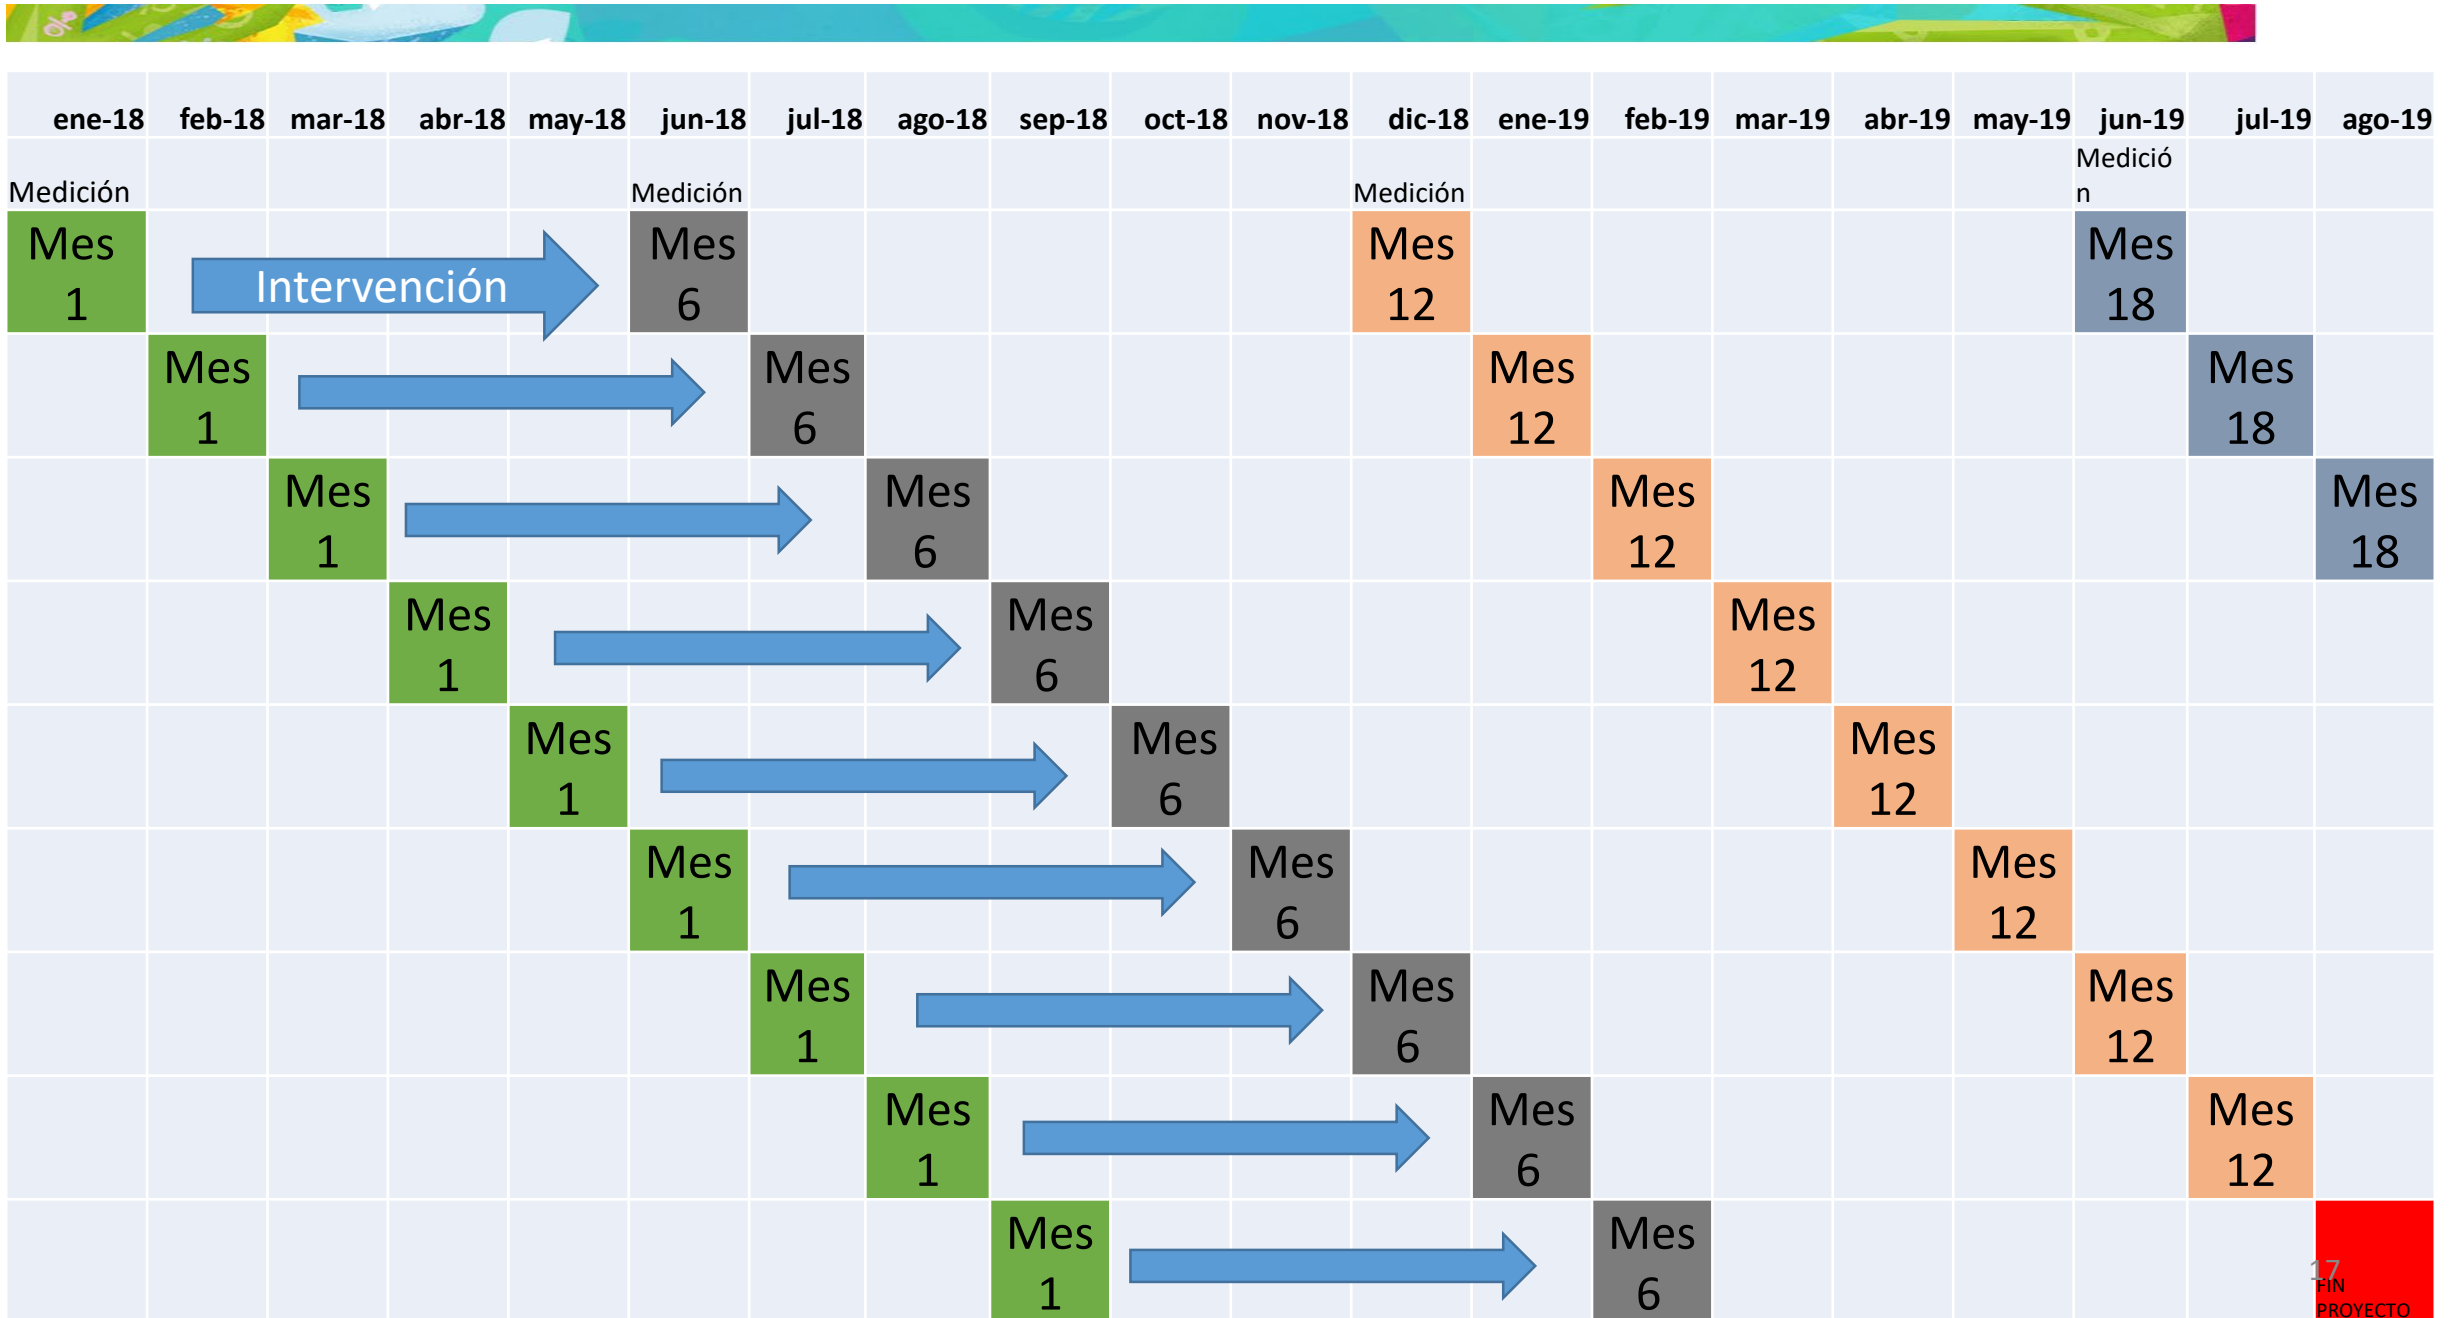 ene-18 feb-18 mar-18 abr-18 may-18 jun-18 jul-18 ago-18 sep-18 oct-18 nov-18 dic-18 ene-19 feb-19 mar-19 abr-19 may-19 jun-19 jul-19 ago-19
Medición Medición Medición Medició
n
Mes Intervención Mes Mes Mes
1 6 12 18
Mes Mes Mes Mes
1 6 12 18
Mes Mes Mes Mes
1 6 12 18
Mes Mes Mes
1 6 12
Mes Mes Mes
1 6 12
Mes Mes Mes
1 6 12
Mes Mes Mes
1 6 12
Mes Mes Mes
1 6 12
Mes Mes
1 6
17
FIN
PROYECTO